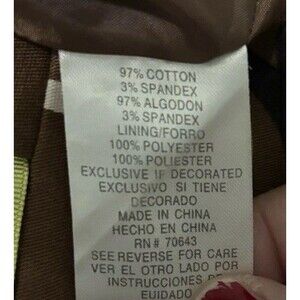 97% COTTON
3% SPANDEX
97% ALGODON
3% SPANDEX
LINING/FORRO
100% POLYESTER
100% POLIESTER
EXCLUSIVE IF DECORATED
EXCLUSIVO SI TIENE
DECORADO
MADE IN CHINA
HECHO EN CHINA
RN# 70643
SEE REVERSE FOR CARE
VER EL OTRO LADO POR
INSTRUCCIONES DE
EUIDADO